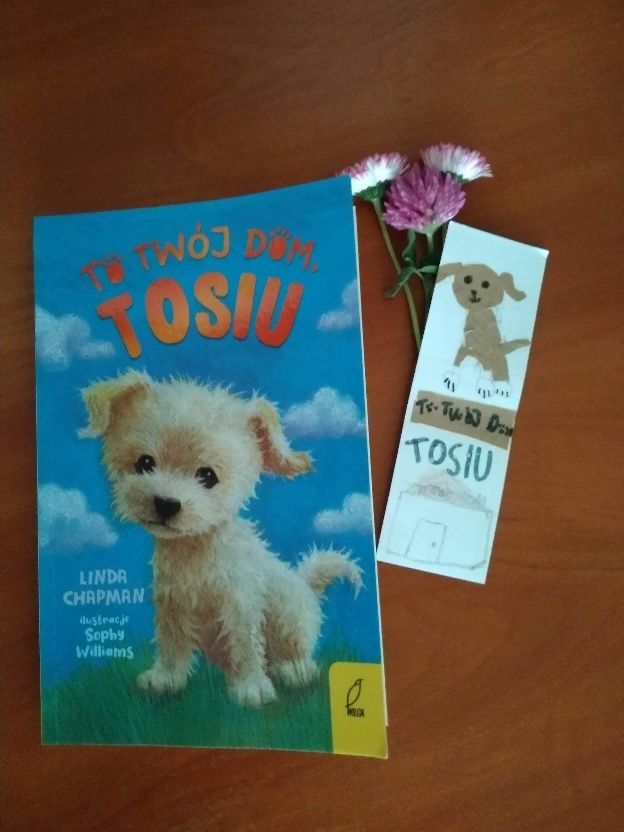 TO TWÓJ DOM,
TOSIU
LINDA
CHAPMAN
ilustracje
Sophy
Williams
WILGA
To Twój Dom
TOSIU